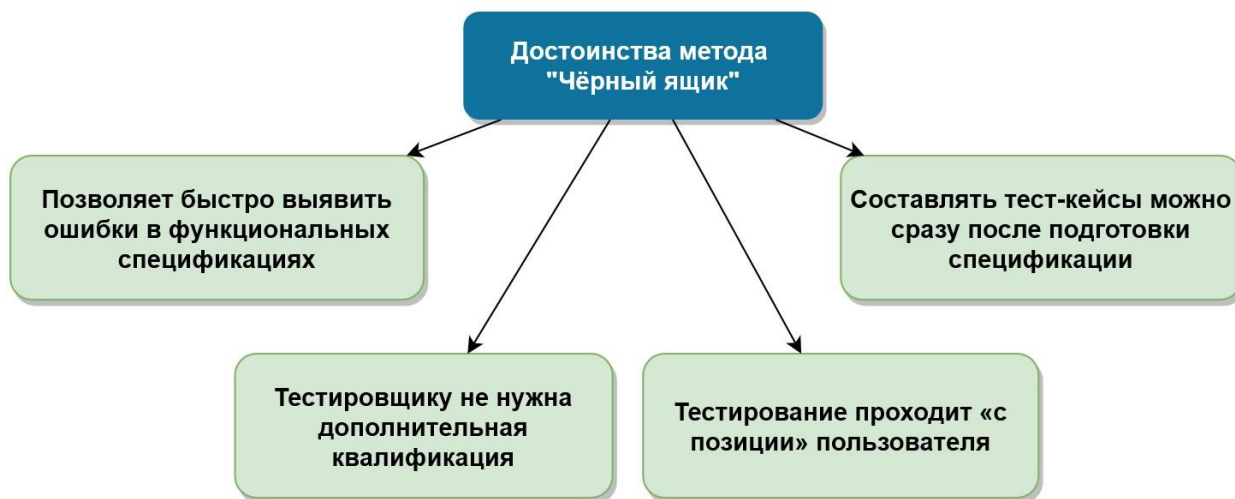 Достоинства метода
"Чёрный ящик"
Позволяет быстро выявить
ошибки в функциональных
спецификациях
Составлять тест-кейсы можно
сразу после подготовки
спецификации
Тестировщику не нужна
дополнительная
квалификация
Тестирование проходит «с
позиции» пользователя